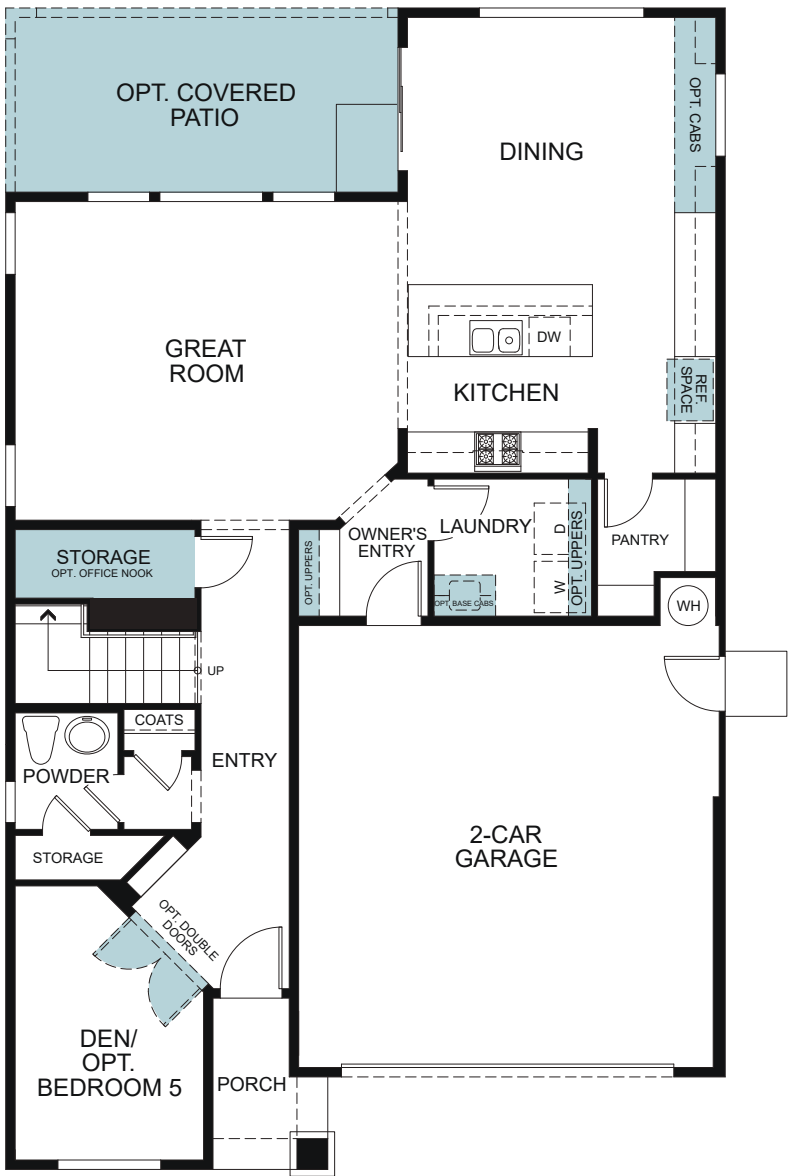 OPT. COVERED
PATIO
DINING
OPT. CABS
GREAT
ROOM
DW
KITCHEN
REF.
SPACE
STORAGE
OPT. OFFICE NOOK
OPT. UPPERS
OWNER'S
ENTRY
LAUNDRY
D
W
OPT. UPPERS
OPT. BASE CABS
PANTRY
WH
UP
COATS
POWDER
ENTRY
STORAGE
2-CAR
GARAGE
OPT. DOUBLE
DOORS
DEN/
OPT.
BEDROOM 5
PORCH